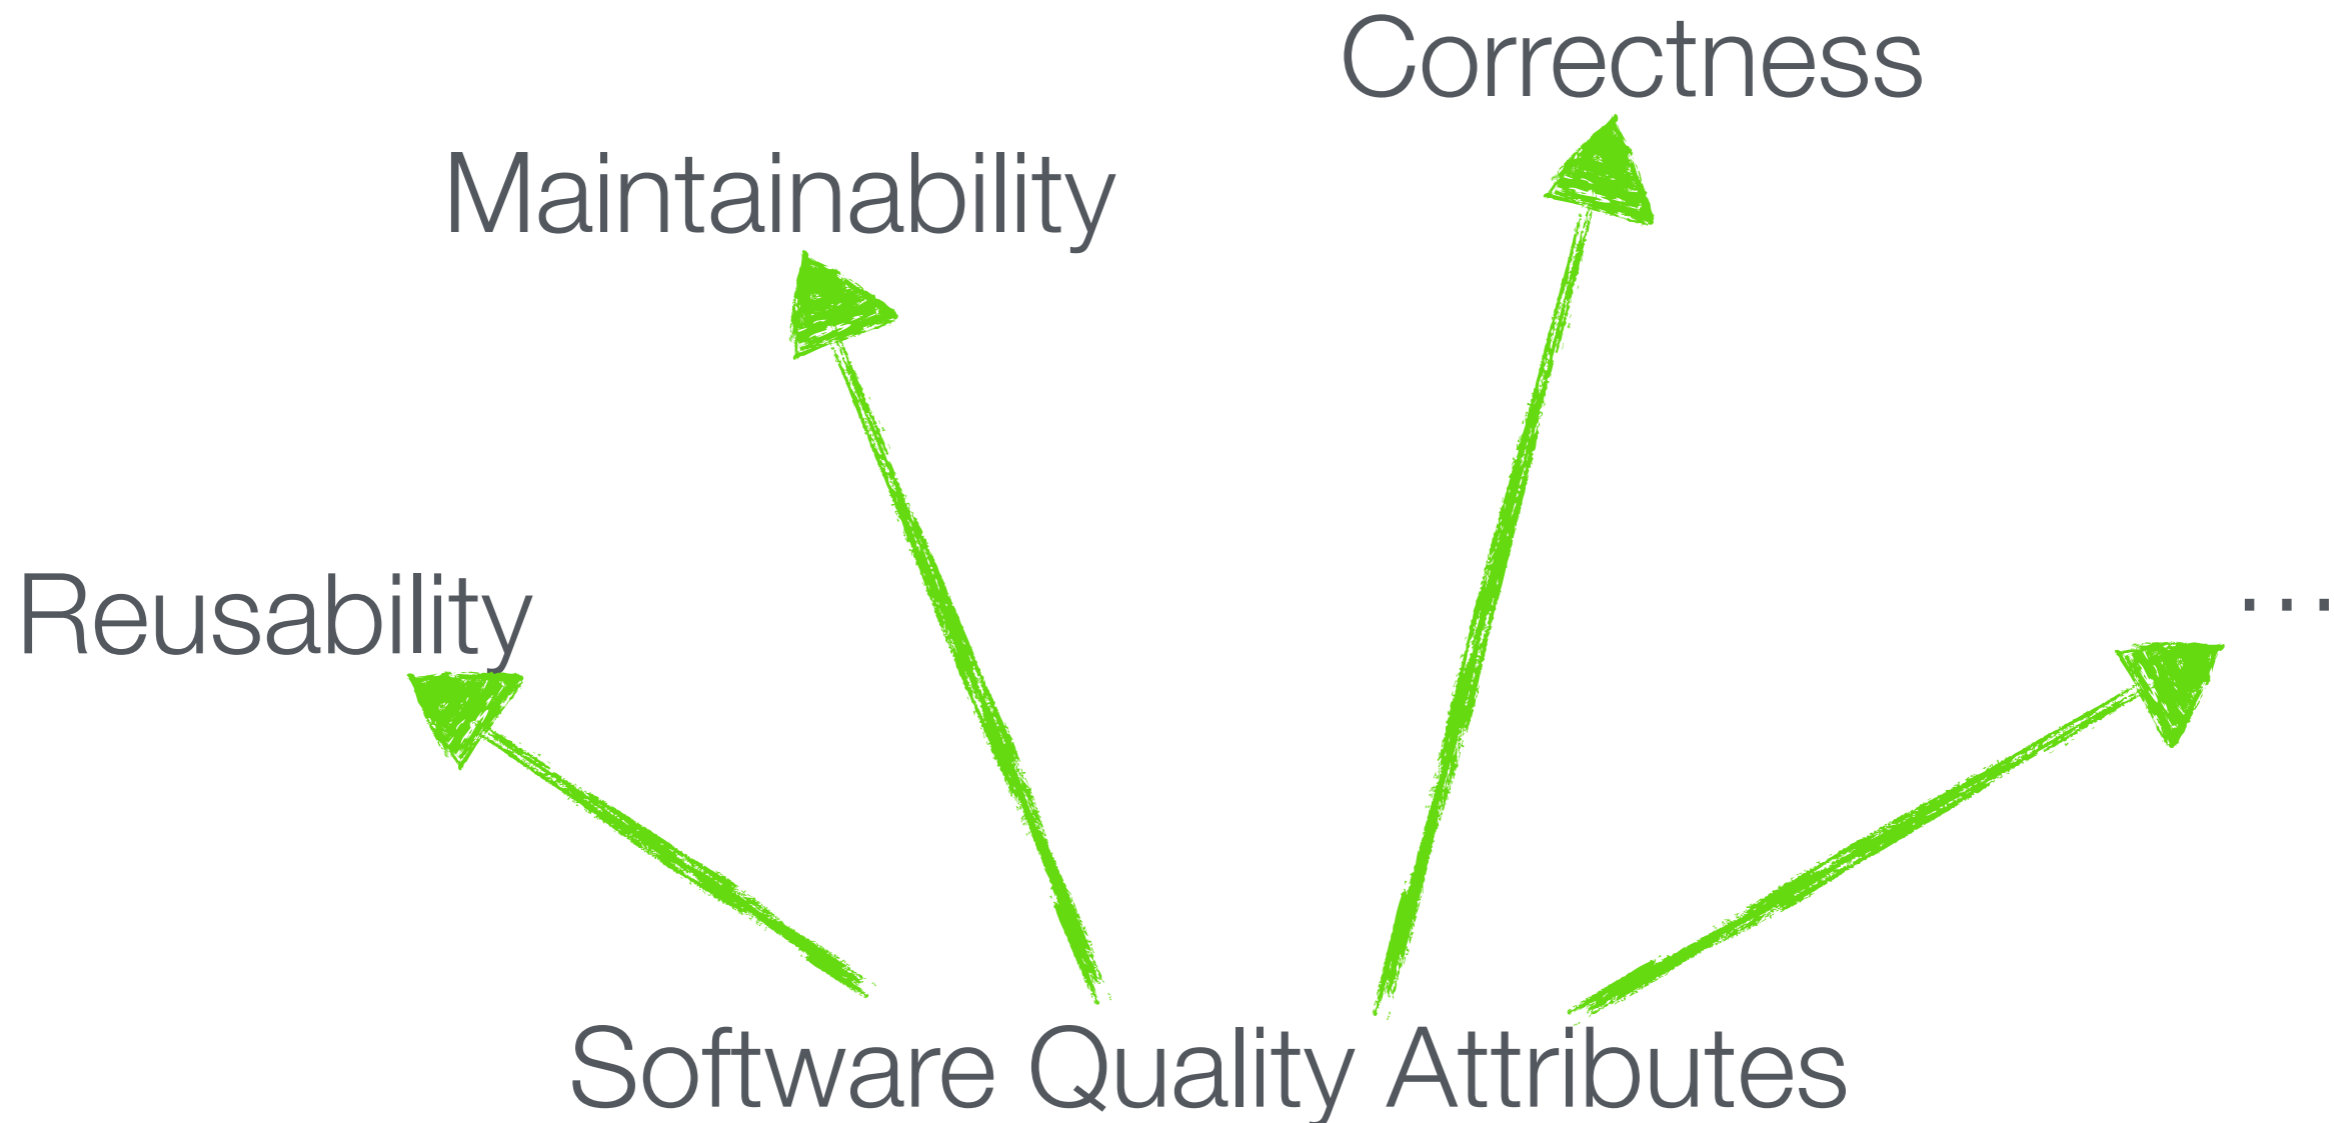 Correctness
Maintainability
Reusability
...
Software Quality Attributes